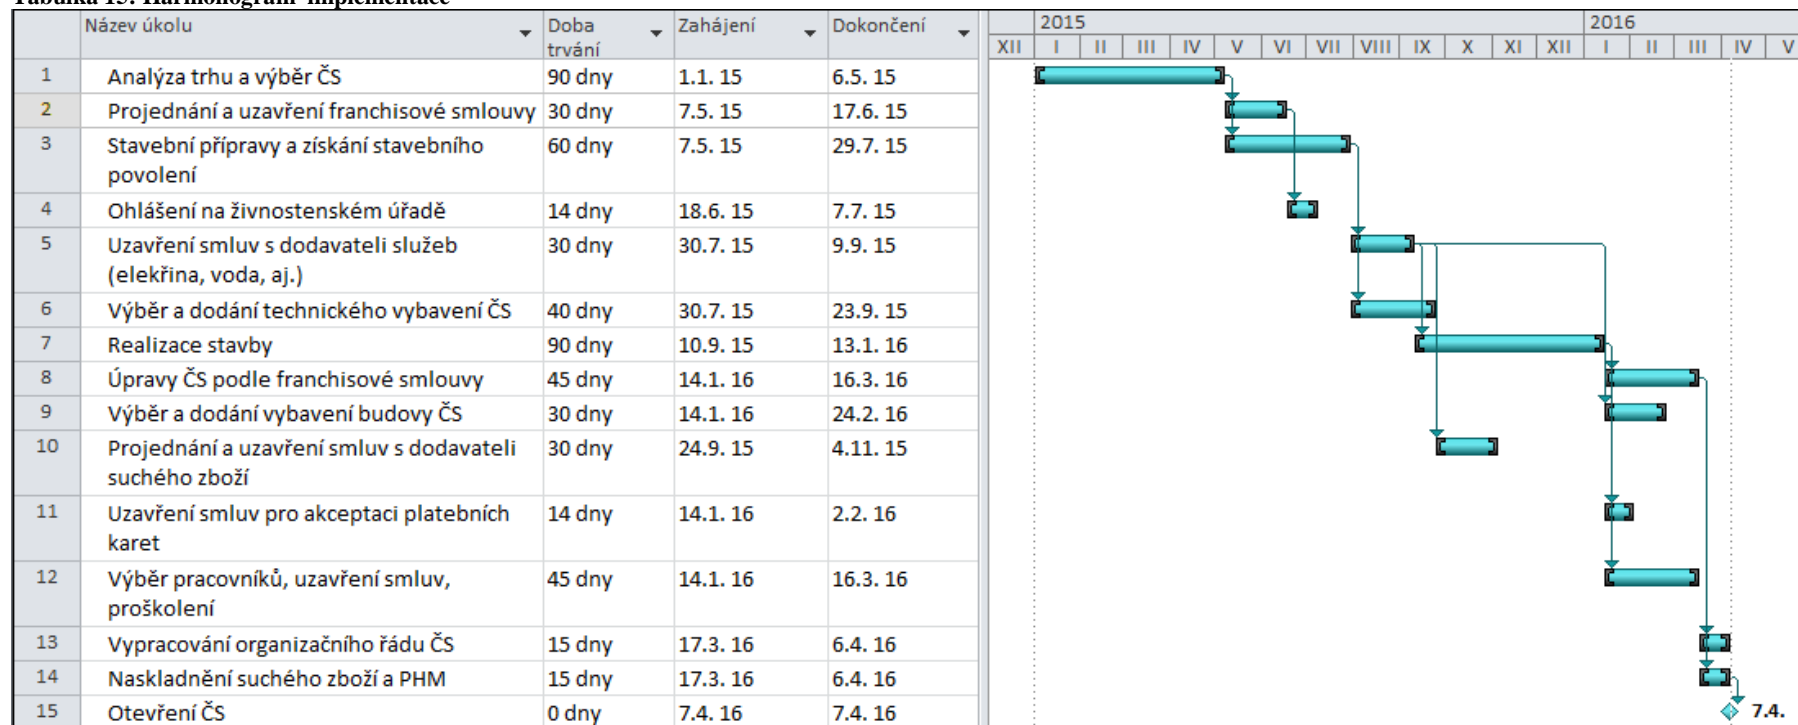 Tabulka 15: Harmonogram implementace
Název úkolu Doba trvání Zahájení Dokončení 2015 2016
XII I II III IV V VI VII VIII IX X XI XII I II III IV V
1 Analýza trhu a výběr ČS 90 dny 1.1. 15 6.5. 15
2 Projednání a uzavření franchisové smlouvy 30 dny 7.5. 15 17.6. 15
3 Stavební přípravy a získání stavebního 60 dny 7.5. 15 29.7. 15
povolení
4 Ohlášení na živnostenském úřadě 14 dny 18.6. 15 7.7. 15
5 Uzavření smluv s dodavateli služeb 30 dny 30.7. 15 9.9. 15
(elekřina, voda, aj.)
6 Výběr a dodání technického vybavení ČS 40 dny 30.7. 15 23.9. 15
7 Realizace stavby 90 dny 10.9. 15 13.1. 16
8 Úpravy ČS podle franchisové smlouvy 45 dny 14.1. 16 16.3. 16
9 Výběr a dodání vybavení budovy ČS 30 dny 14.1. 16 24.2. 16
10 Projednání a uzavření smluv s dodavateli 30 dny 24.9. 15 4.11. 15
suchého zboží
11 Uzavření smluv pro akceptaci platebních 14 dny 14.1. 16 2.2. 16
karet
12 Výběr pracovníků, uzavření smluv, 45 dny 14.1. 16 16.3. 16
proškolení
13 Vypracování organizačního řádu ČS 15 dny 17.3. 16 6.4. 16
14 Naskladnění suchého zboží a PHM 15 dny 17.3. 16 6.4. 16
15 Otevření ČS 0 dny 7.4. 16 7.4. 16 7.4.